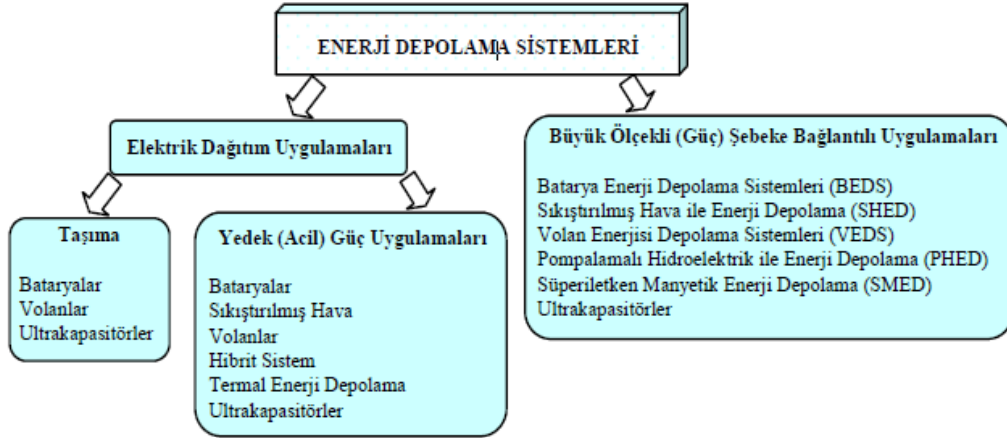 ENERJİ DEPOLAMA SİSTEMLERİ
Elektrik Dağıtım Uygulamaları
Taşıma
Bataryalar
Volanlar
Ultrakapasitörler
Yedek (Acil) Güç Uygulamaları
Bataryalar
Sıkıştırılmış Hava
Volanlar
Hibrit Sistem
Termal Enerji Depolama
Ultrakapasitörler
Büyük Ölçekli (Güç) Şebeke Bağlantılı Uygulamaları
Batarya Enerji Depolama Sistemleri (BEDS)
Sıkıştırılmış Hava ile Enerji Depolama (SHED)
Volan Enerjisi Depolama Sistemleri (VEDS)
Pompalamalı Hidroelektrik ile Enerji Depolama (PHED)
Süperiletken Manyetik Enerji Depolama (SMED)
Ultrakapasitörler